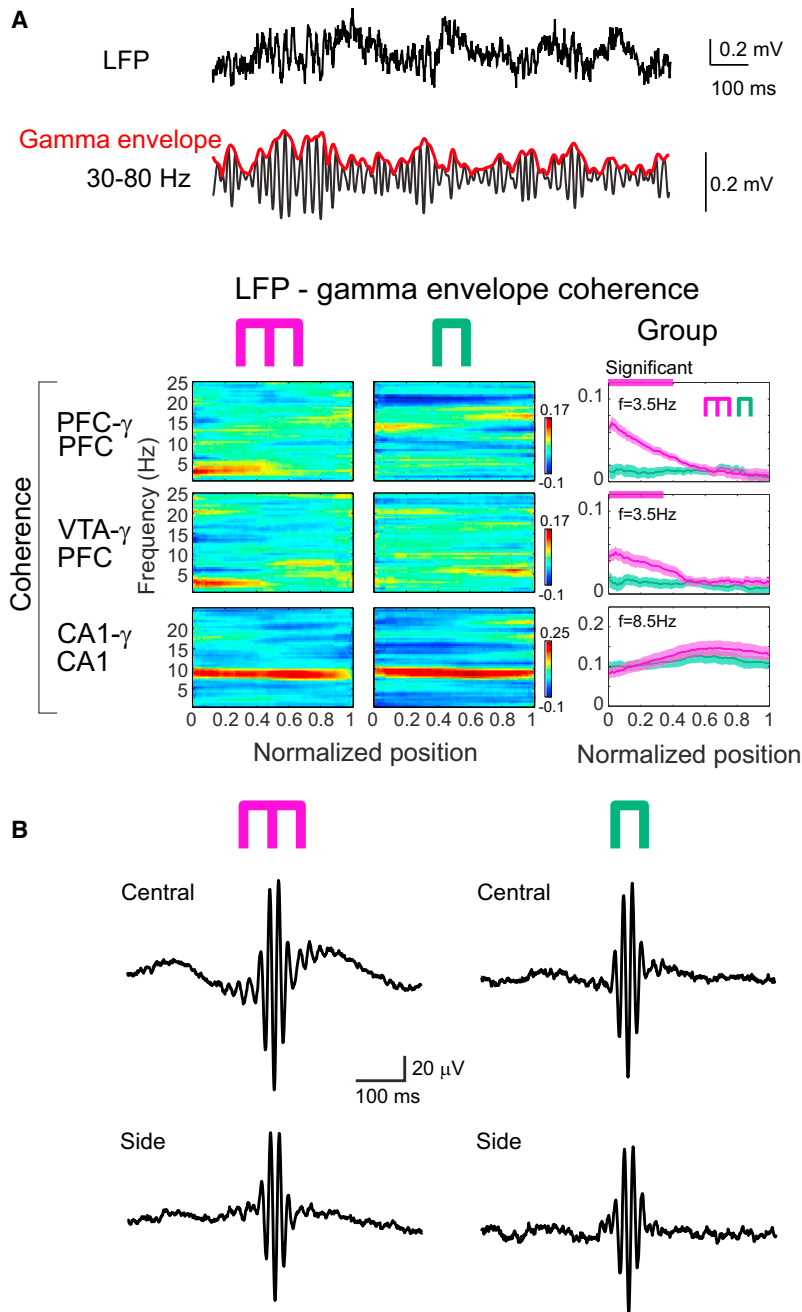 A
LFP
0.2 mV
100 ms
Gamma envelope
30-80 Hz
0.2 mV
LFP - gamma envelope coherence
Group
Significant
Coherence
PFC-γ
PFC
Frequency (Hz)
25
20
15
10
5
0.17
-0.1
0.1
f=3.5Hz
0
VTA-γ
PFC
25
20
15
10
5
0.17
-0.1
0.1
f=3.5Hz
0
CA1-γ
CA1
20
15
10
5
0.25
-0.1
0.2
f=8.5Hz
0.1
0
0 0.2 0.4 0.6 0.8 1
0 0.2 0.4 0.6 0.8 1
0 0.2 0.4 0.6 0.8 1
Normalized position
Normalized position
B
Central
Central
20 μV
100 ms
Side
Side